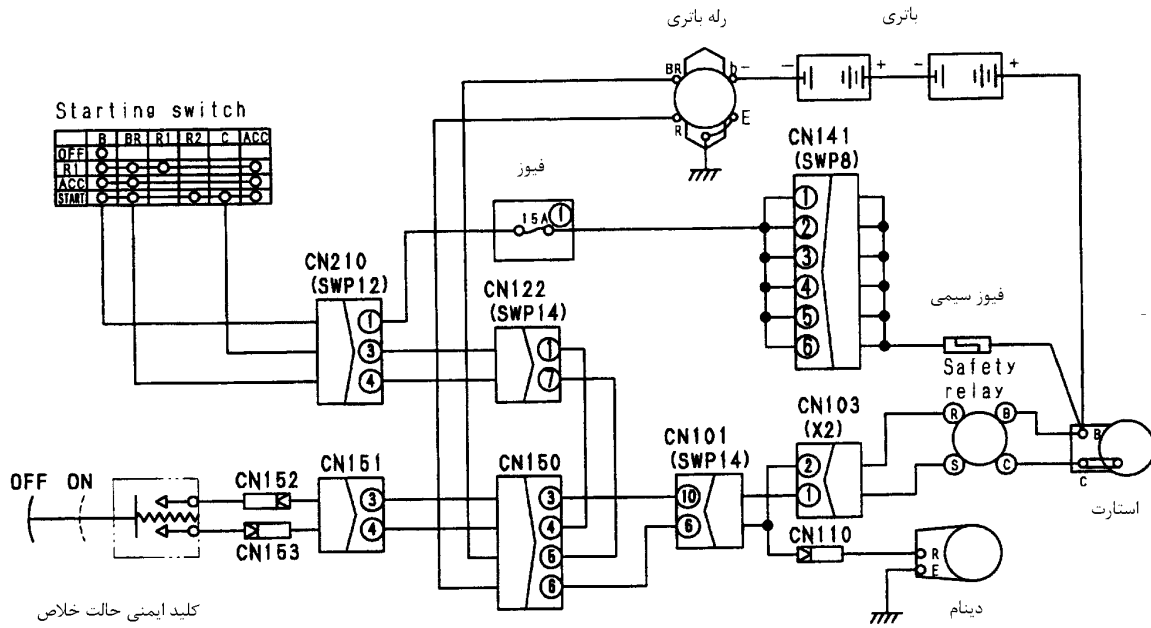 رله باتری
باتری
BR
b-
-
+
-
+
R
E
Starting switch
B BR R1 R2 C ACC
OFF
R1
ACC
START
CN141
(SWP8)
فیوز
15A
1
1
2
3
4
5
6
CN210
(SWP12)
1
3
4
CN122
(SWP14)
1
7
فیوز سیمی
Safety
relay
R
B
S
C
B
C
استارت
CN103
(X2)
2
1
CN101
(SWP14)
10
6
CN110
R
E
دینام
OFF ON
CN152
CN153
CN151
3
4
CN150
3
4
5
6
کلید ایمنی حالت خلاص